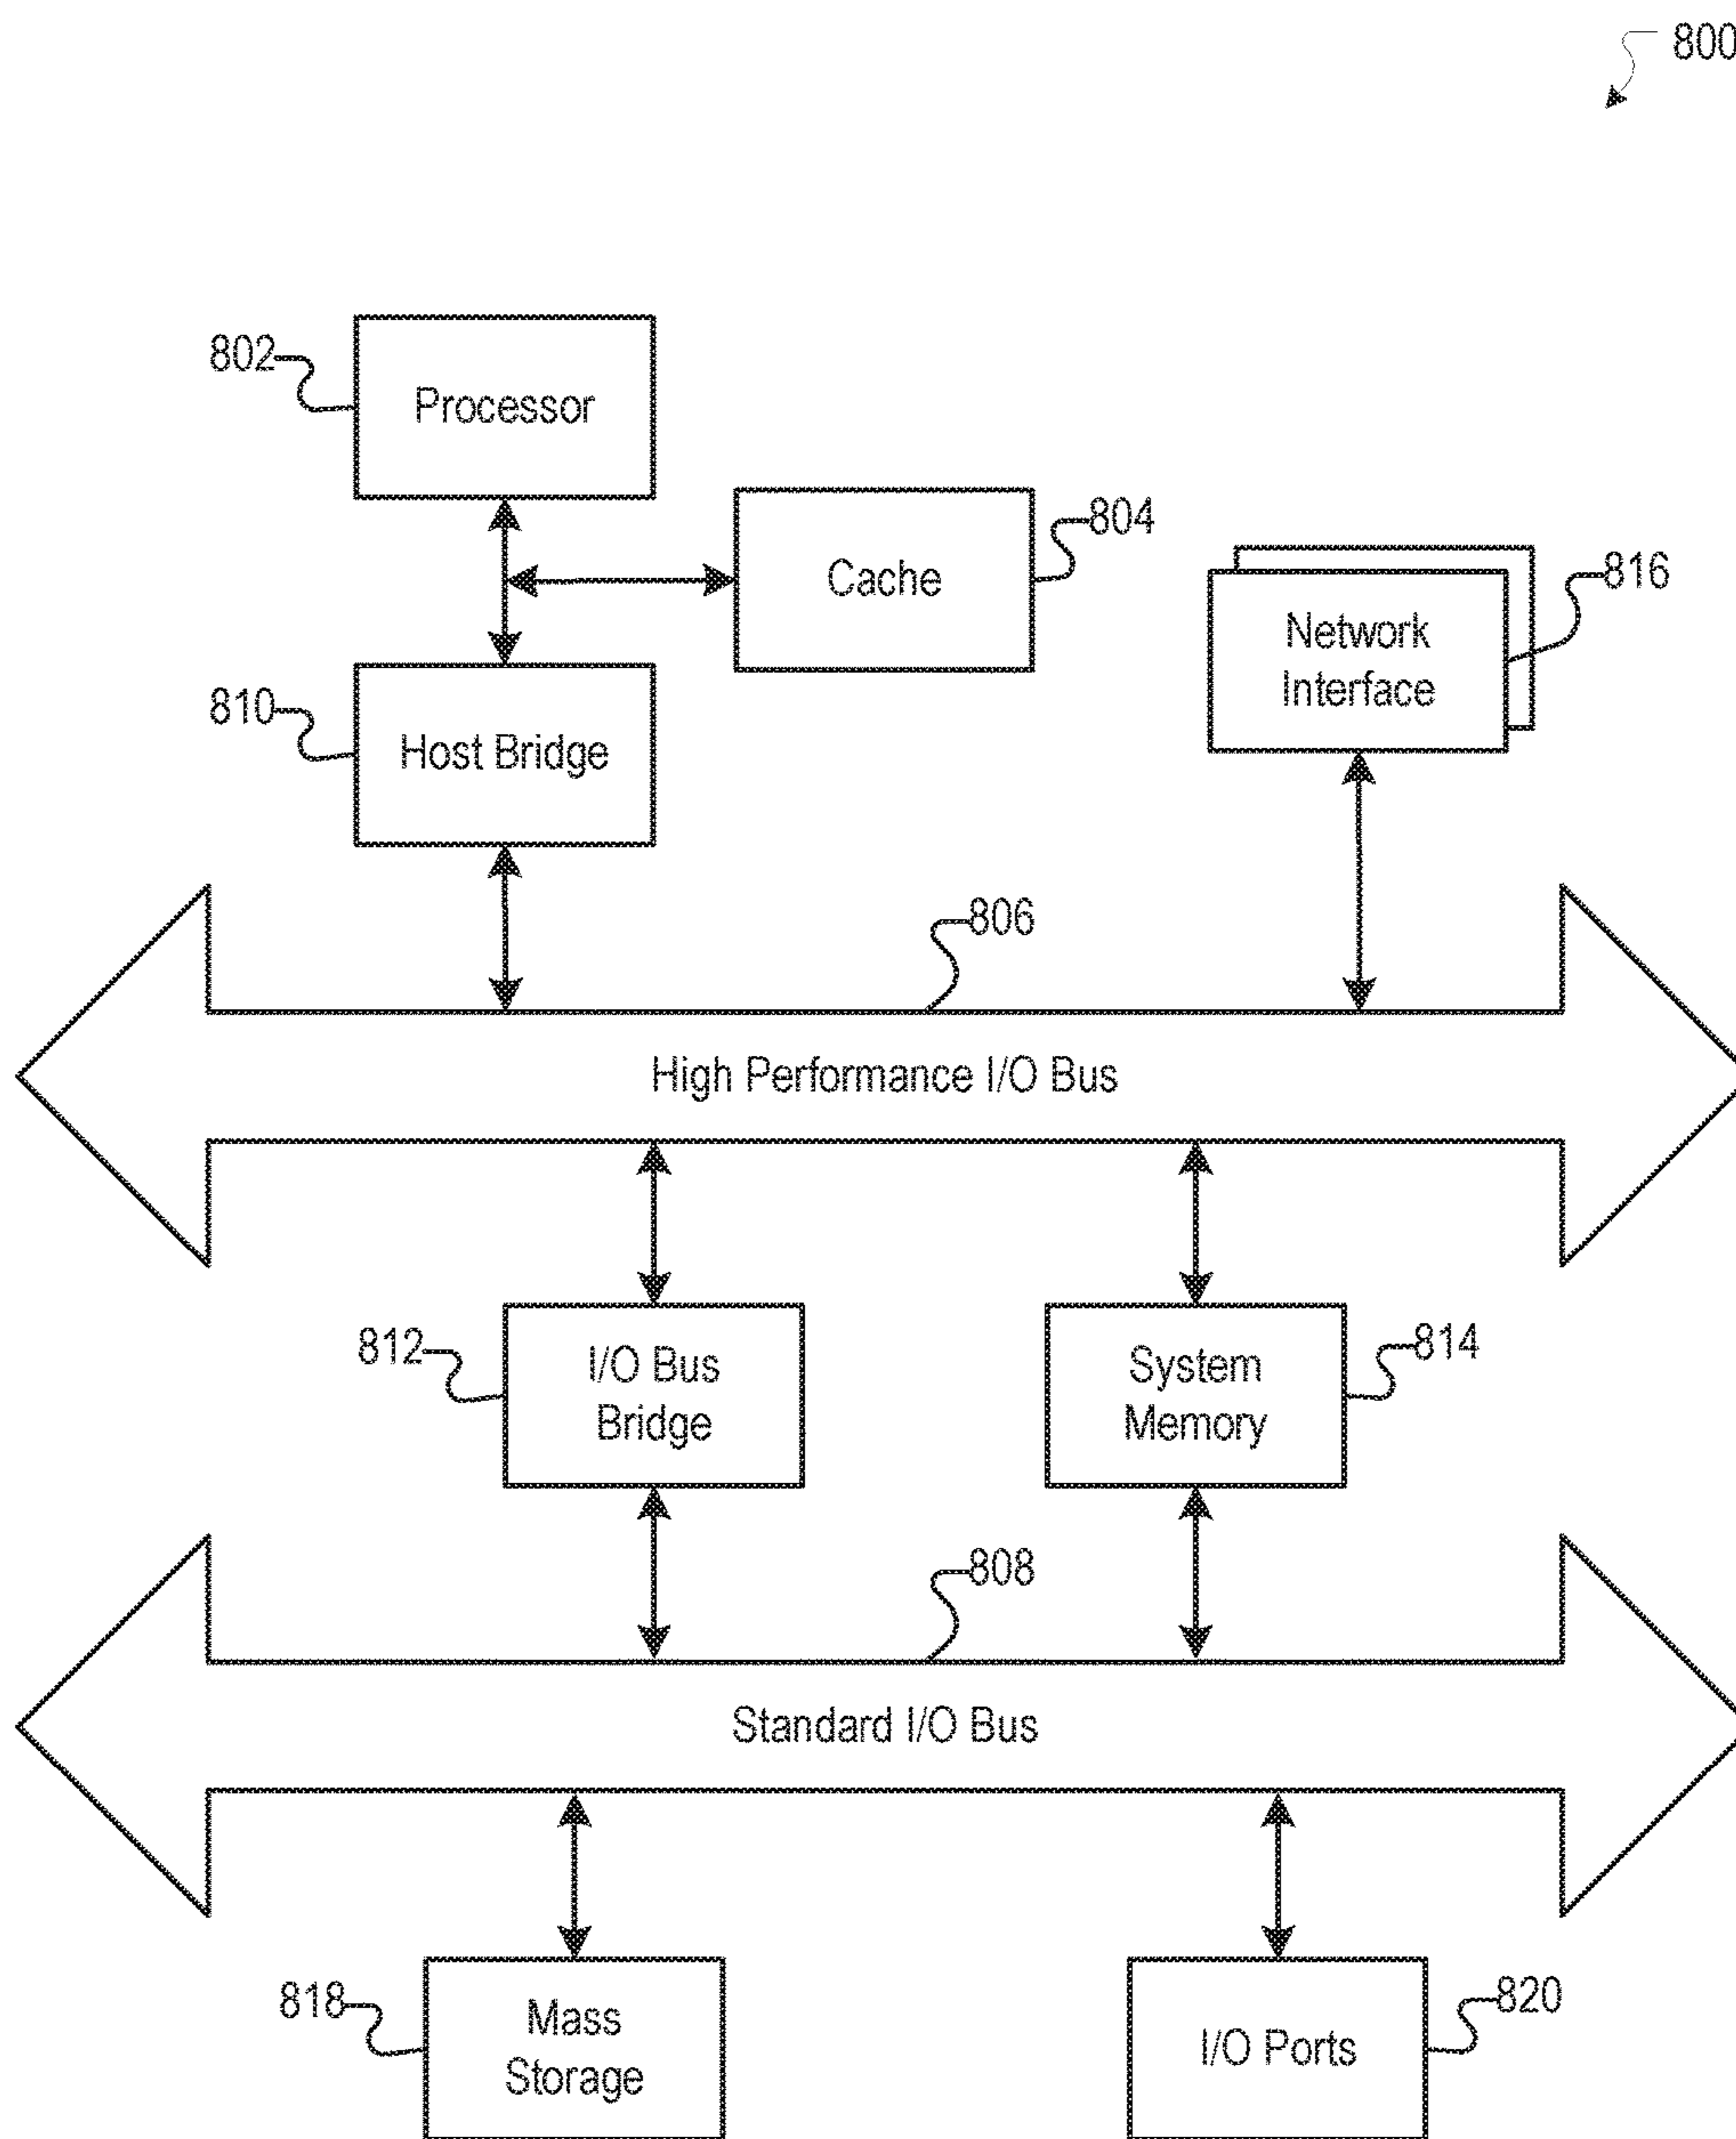 800
802
Processor
Cache
804
816
Network
Interface
810
Host Bridge
806
High Performance I/O Bus
812
I/O Bus
Bridge
System
Memory
814
808
Standard I/O Bus
818
Mass
Storage
I/O Ports
820